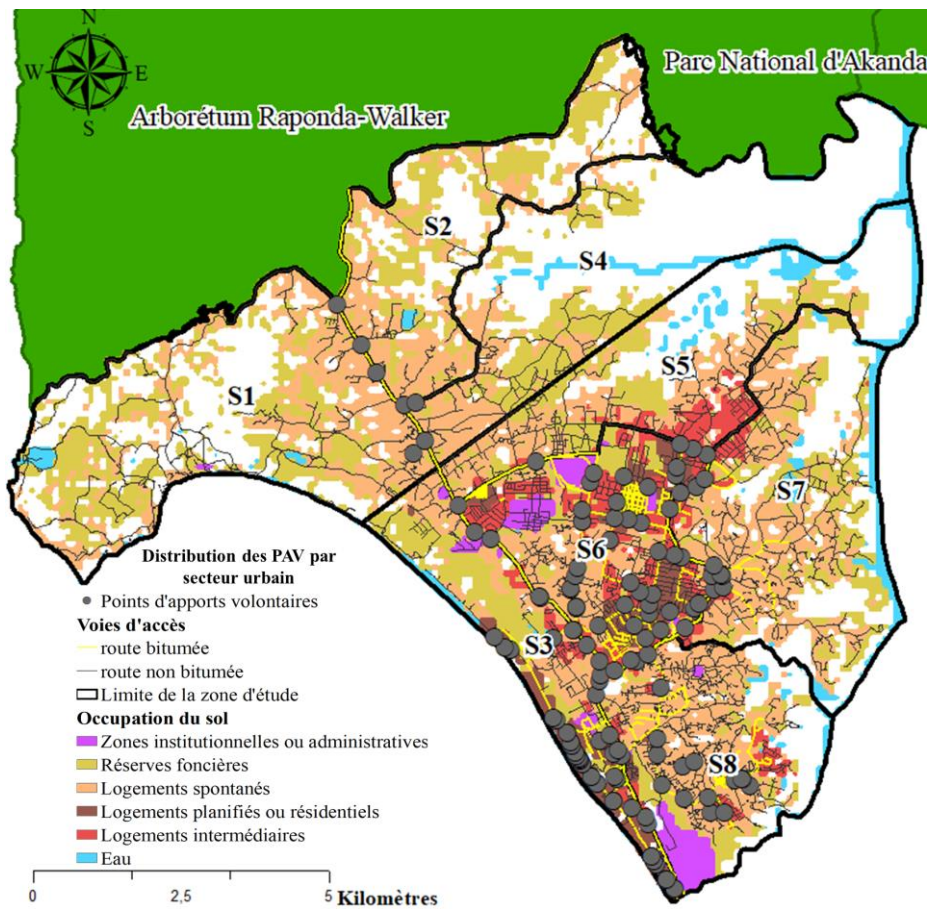 N
W E
S
Arborétum Raponda-Walker
Parc National d'Akanda
S2
S4
S5
S1
S7
S6
S3
S8
Distribution des PAV par
secteur urbain
Points d'apports volontaires
Voies d'accès
route bitumée
route non bitumée
Limite de la zone d'étude
Occupation du sol
Zones institutionnelles ou administratives
Réserves foncières
Logements spontanés
Logements planifiés ou résidentiels
Logements intermédiaires
Eau
0 2,5 5 Kilomètres